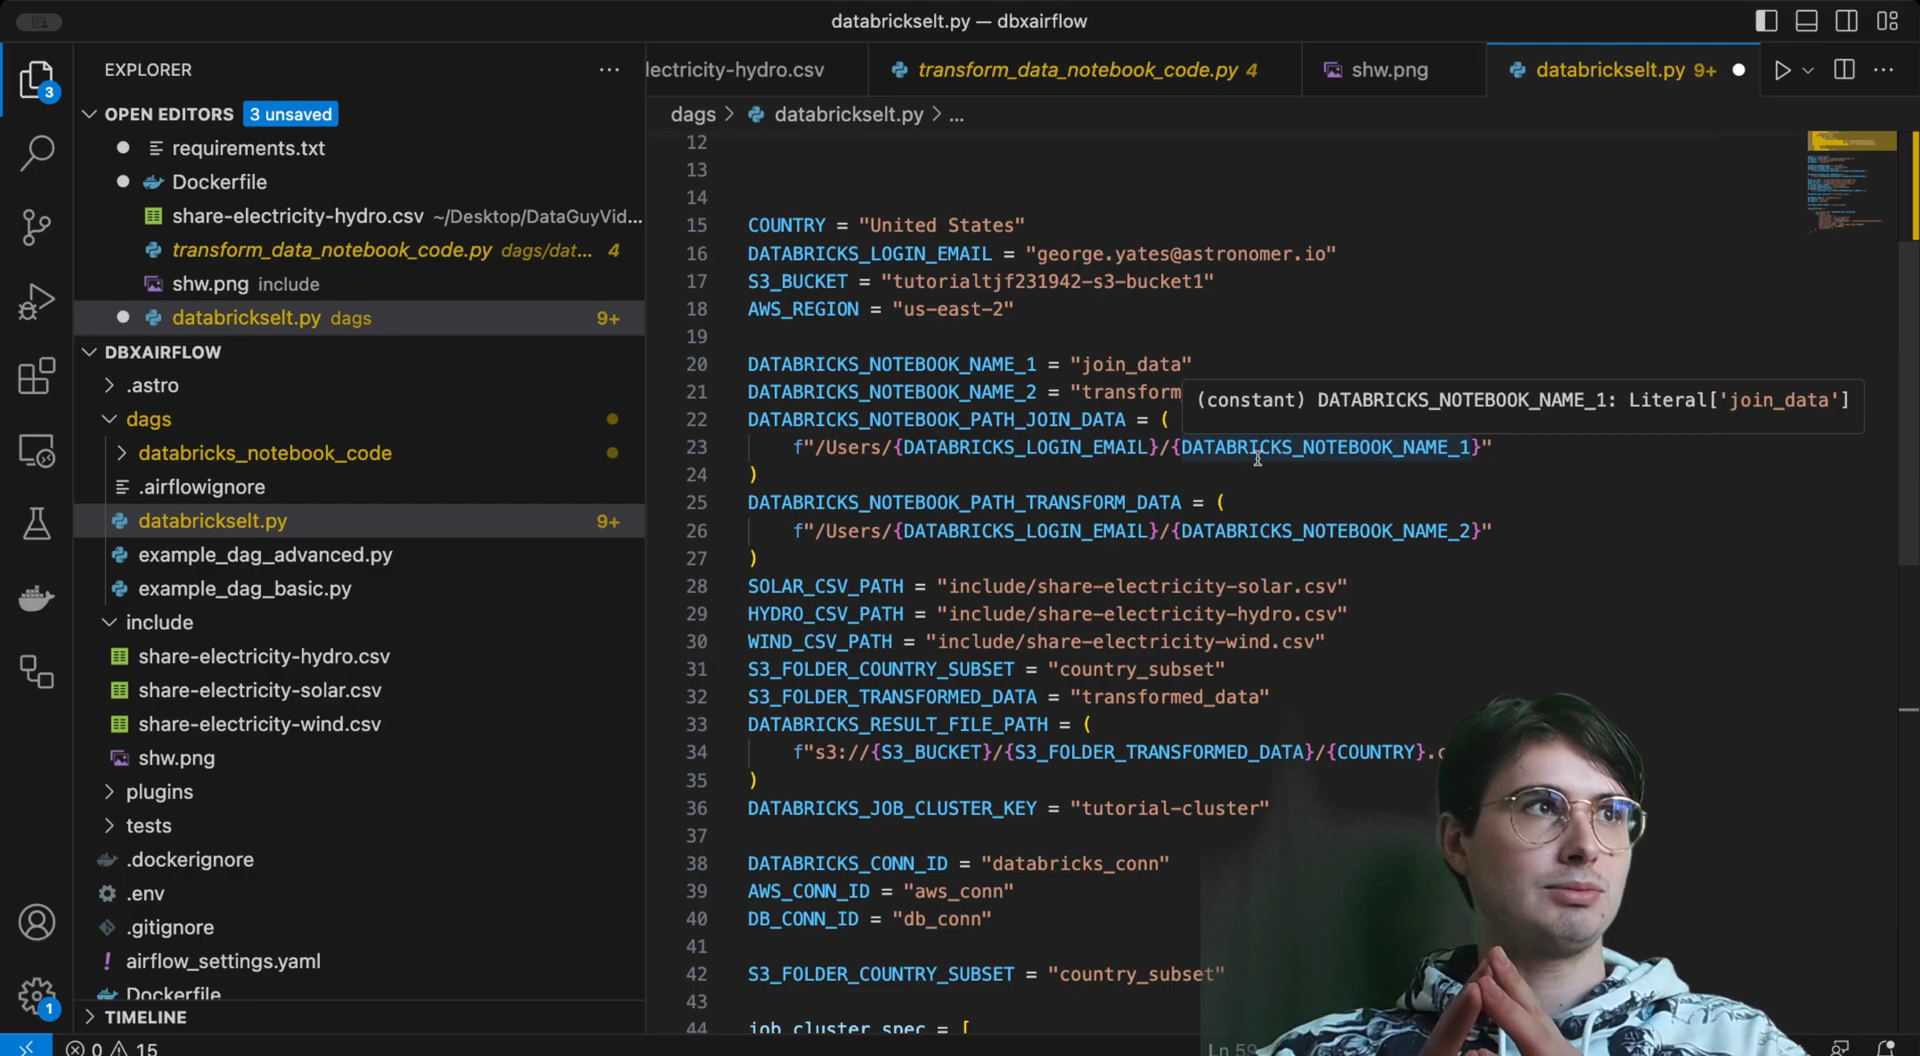 databrickselt.py — dbxairflow
EXPLORER
lectricity-hydro.csv
transform_data_notebook_code.py 4
shw.png
databrickselt.py 9+
3
OPEN EDITORS 3 unsaved
requirements.txt
Dockerfile
share-electricity-hydro.csv ~/Desktop/DataGuyVid...
transform_data_notebook_code.py dags/dat... 4
shw.png include
databrickselt.py dags 9+
DBXAIRFLOW
.astro
dags
databricks_notebook_code
.airflowignore
databrickselt.py 9+
example_dag_advanced.py
example_dag_basic.py
include
share-electricity-hydro.csv
share-electricity-solar.csv
share-electricity-wind.csv
shw.png
plugins
tests
.dockerignore
.env
.gitignore
airflow_settings.yaml
Dockerfile
1
TIMELINE
0 15
dags > databrickselt.py > ...
12
13
14
15 COUNTRY = "United States"
16 DATABRICKS_LOGIN_EMAIL = "george.yates@astronomer.io"
17 S3_BUCKET = "tutorialtjf231942-s3-bucket1"
18 AWS_REGION = "us-east-2"
19
20 DATABRICKS_NOTEBOOK_NAME_1 = "join_data"
21 DATABRICKS_NOTEBOOK_NAME_2 = "transform
(constant) DATABRICKS_NOTEBOOK_NAME_1: Literal['join_data']
22 DATABRICKS_NOTEBOOK_PATH_JOIN_DATA = (
23 f"/Users/{DATABRICKS_LOGIN_EMAIL}/{DATABRICKS_NOTEBOOK_NAME_1}"
24 )
25 DATABRICKS_NOTEBOOK_PATH_TRANSFORM_DATA = (
26 f"/Users/{DATABRICKS_LOGIN_EMAIL}/{DATABRICKS_NOTEBOOK_NAME_2}"
27 )
28 SOLAR_CSV_PATH = "include/share-electricity-solar.csv"
29 HYDRO_CSV_PATH = "include/share-electricity-hydro.csv"
30 WIND_CSV_PATH = "include/share-electricity-wind.csv"
31 S3_FOLDER_COUNTRY_SUBSET = "country_subset"
32 S3_FOLDER_TRANSFORMED_DATA = "transformed_data"
33 DATABRICKS_RESULT_FILE_PATH = (
34 f"s3://{S3_BUCKET}/{S3_FOLDER_TRANSFORMED_DATA}/{COUNTRY}.c
35 )
36 DATABRICKS_JOB_CLUSTER_KEY = "tutorial-cluster"
37
38 DATABRICKS_CONN_ID = "databricks_conn"
39 AWS_CONN_ID = "aws_conn"
40 DB_CONN_ID = "db_conn"
41
42 S3_FOLDER_COUNTRY_SUBSET = "country_subset"
43
44 job_cluster_spec = [
Ln 59